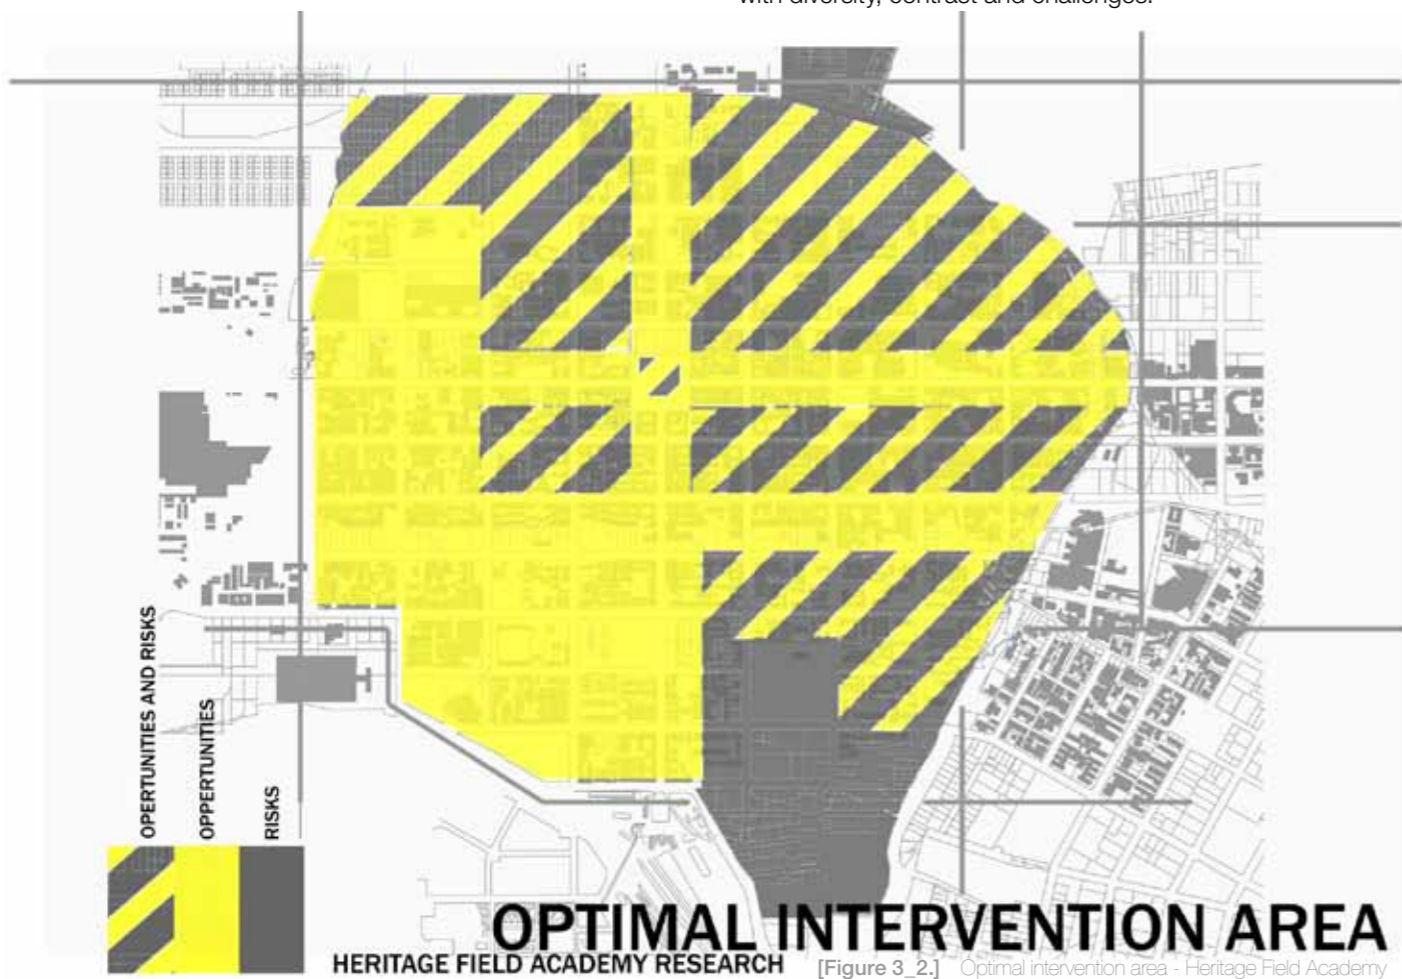 with diversity, contrast and challenges.
OPERTUNITIES AND RISKS
OPPERTUNITIES
RISKS
OPTIMAL INTERVENTION AREA
HERITAGE FIELD ACADEMY RESEARCH
[Figure 3_2.] Optimal intervention area - Heritage Field Academy